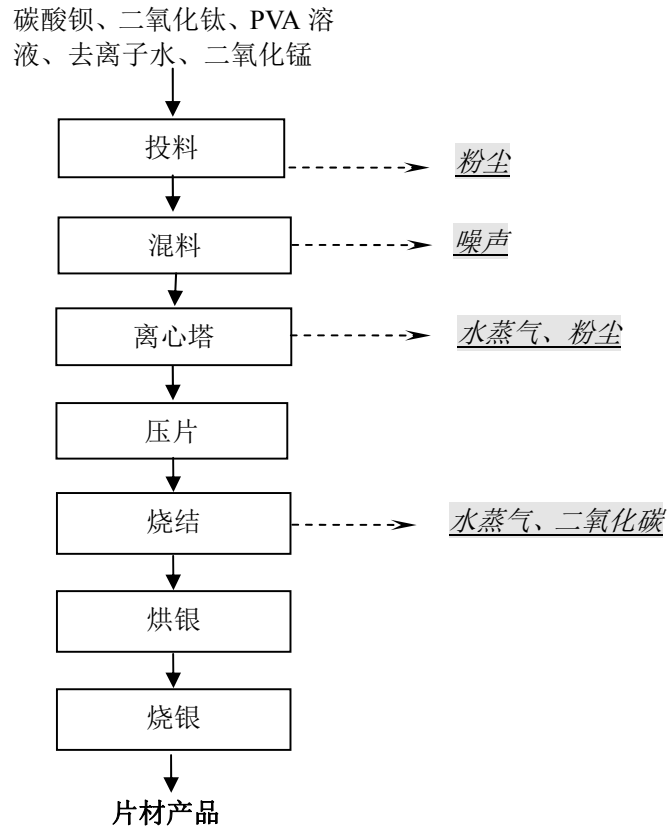 碳酸钡、二氧化钛、PVA 溶
液、去离子水、二氧化锰
投料
粉尘
混料
噪声
离心塔
水蒸气、粉尘
压片
烧结
水蒸气、二氧化碳
烘银
烧银
片材产品